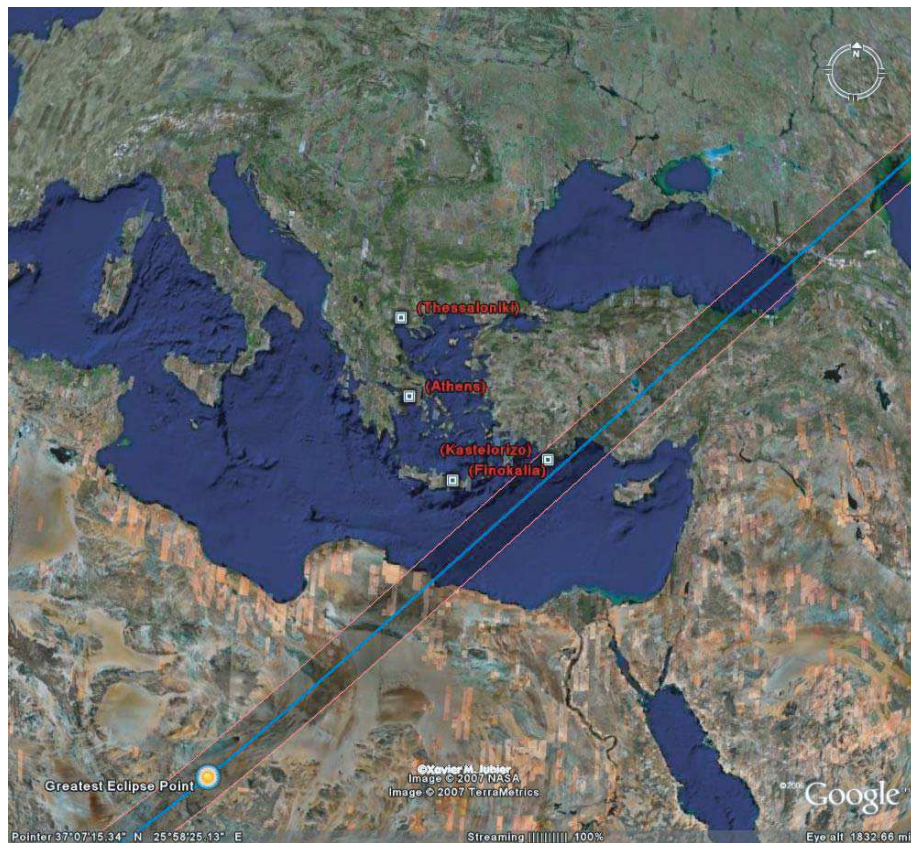 N
(Thessaloniki)
(Athens)
(Kastelorizo)
(Finokalia)
Greatest Eclipse Point
©Xavier M. Jubier
Image © 2007 NASA
Image © 2007 TerraMetrics
Google
Pointer 37°07'15.34" N 25°58'25.13" E
Streaming |||||||||| 100%
Eye alt 1832.66 mi